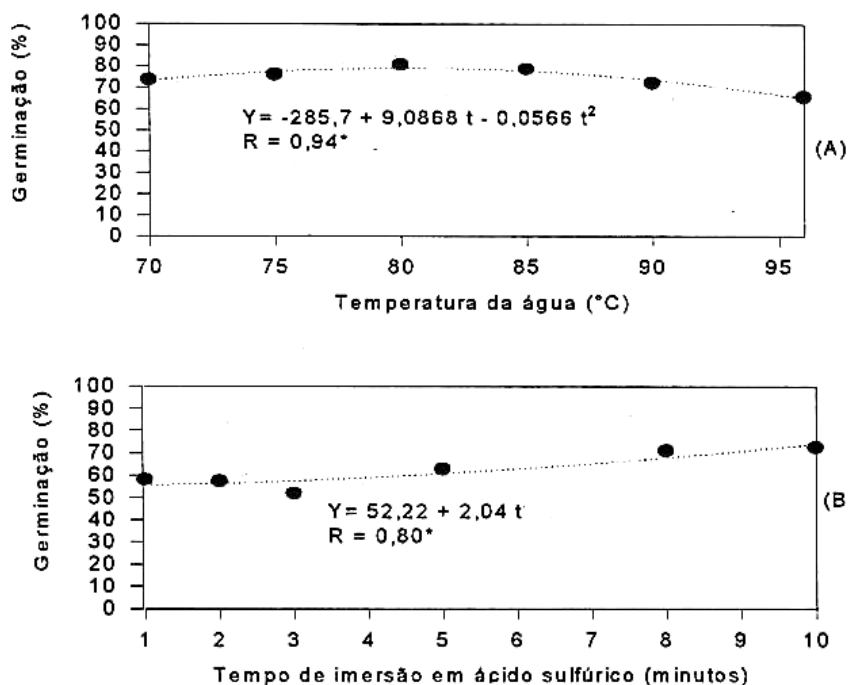 Germinação (%)
100
90
80
70
60
50
40
30
20
10
0
Y= -285,7 + 9,0868 t - 0,0566 t²
R = 0,94*
(A)
70 75 80 85 90 95
Temperatura da água (°C)
Germinação (%)
100
90
80
70
60
50
40
30
20
10
0
Y= 52,22 + 2,04 t
R = 0,80*
(B
1 2 3 4 5 6 7 8 9 10
Tempo de imersão em ácido sulfúrico (minutos)